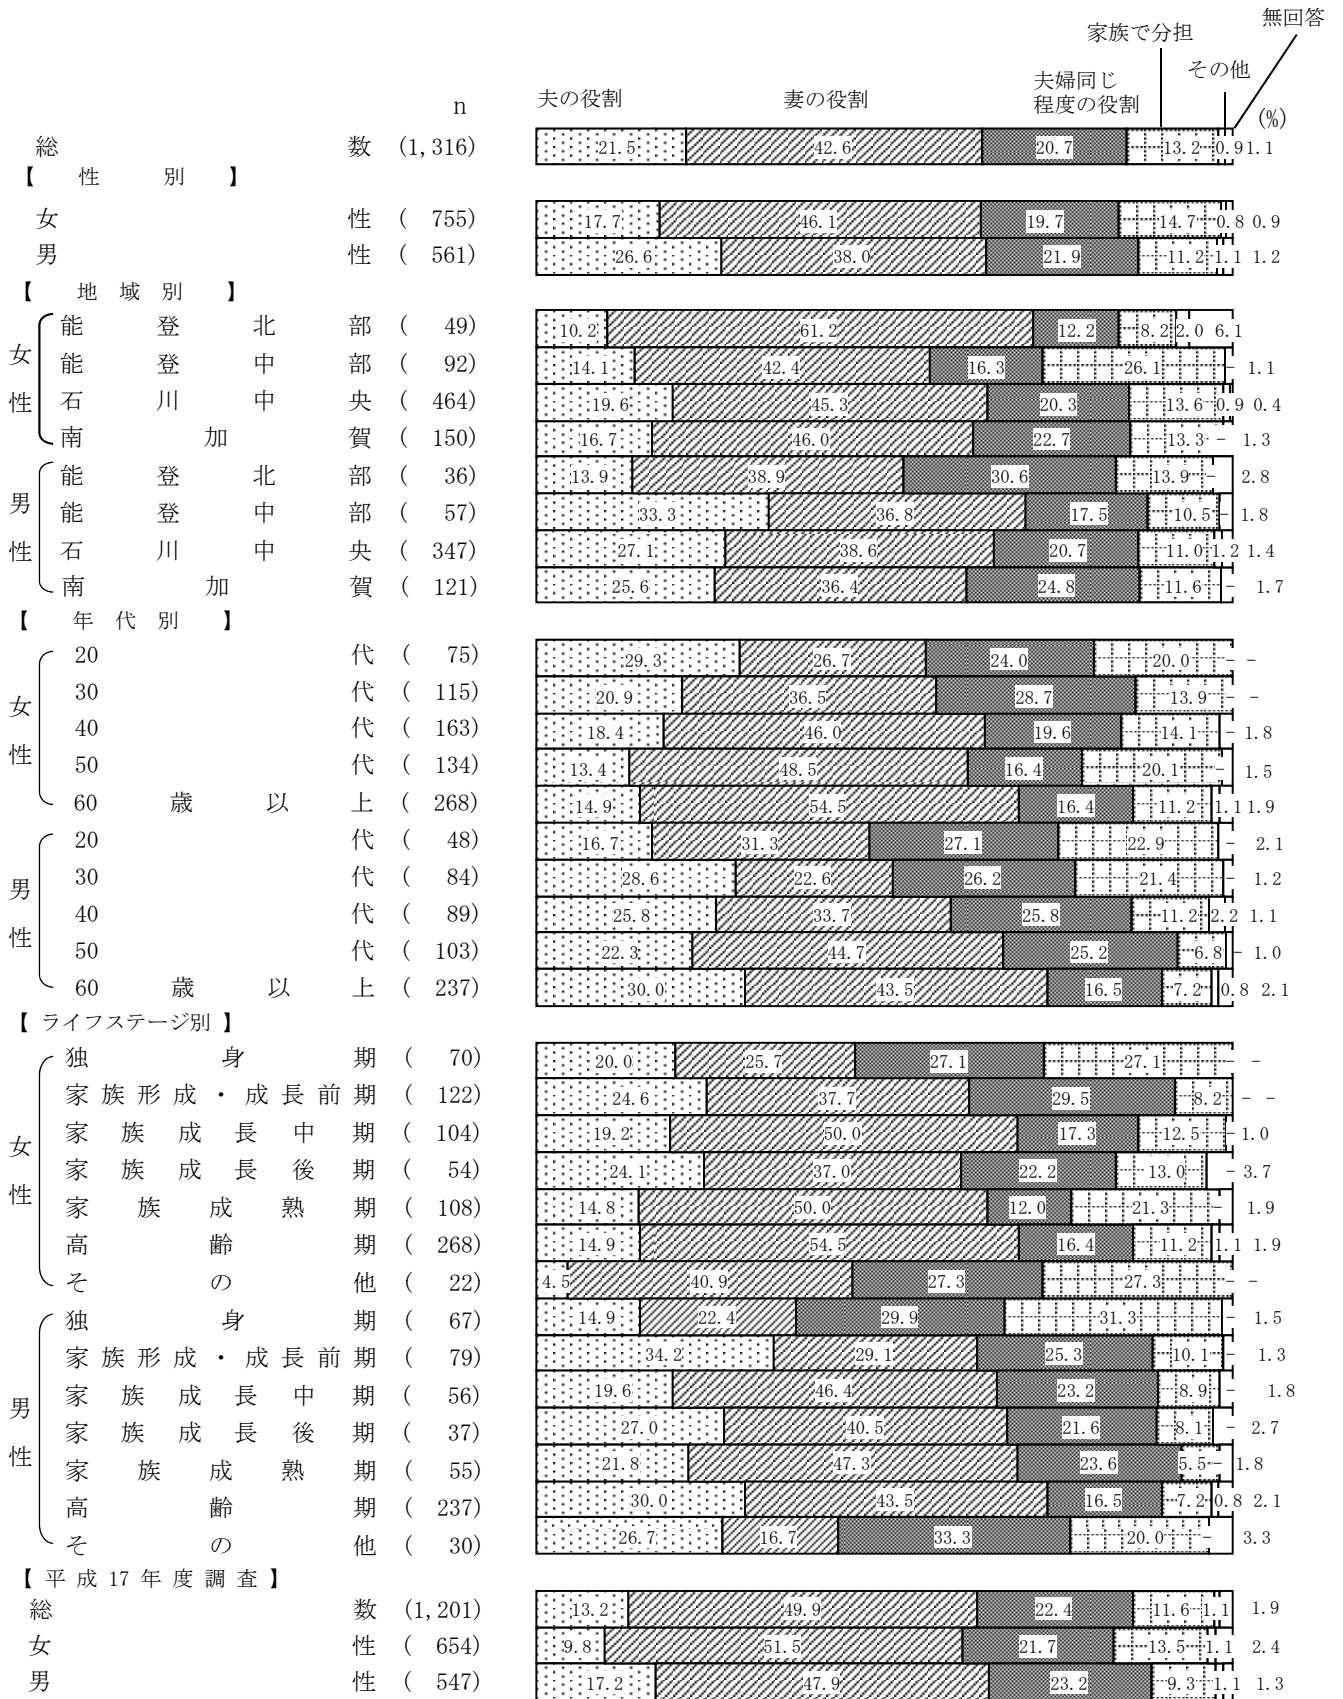 無回答
家族で分担
その他
夫婦同じ
程度の役割
夫の役割 妻の役割
n
(%)
総数 (1,316) 21.5 42.6 20.7 13.2 0.9 1.1
【 性 別 】
女性 ( 755) 17.7 46.1 19.7 14.7 0.8 0.9
男性 ( 561) 26.6 38.0 21.9 11.2 1.1 1.2
【 地 域 別 】
女性
能登北部 ( 49) 10.2 61.2 12.2 8.2 2.0 6.1
能登中部 ( 92) 14.1 42.4 16.3 26.1 - 1.1
石川中央 ( 464) 19.6 45.3 20.3 13.6 0.9 0.4
南加賀 ( 150) 16.7 46.0 22.7 13.3 - 1.3
男性
能登北部 ( 36) 13.9 38.9 30.6 13.9 - 2.8
能登中部 ( 57) 33.3 36.8 17.5 10.5 - 1.8
石川中央 ( 347) 27.1 38.6 20.7 11.0 1.2 1.4
南加賀 ( 121) 25.6 36.4 24.8 11.6 - 1.7
【 年 代 別 】
女性
20代 ( 75) 29.3 26.7 24.0 20.0 - -
30代 ( 115) 20.9 36.5 28.7 13.9 - -
40代 ( 163) 18.4 46.0 19.6 14.1 - 1.8
50代 ( 134) 13.4 48.5 16.4 20.1 - 1.5
60歳以上 ( 268) 14.9 54.5 16.4 11.2 1.1 1.9
男性
20代 ( 48) 16.7 31.3 27.1 22.9 - 2.1
30代 ( 84) 28.6 22.6 26.2 21.4 - 1.2
40代 ( 89) 25.8 33.7 25.8 11.2 2.2 1.1
50代 ( 103) 22.3 44.7 25.2 6.8 - 1.0
60歳以上 ( 237) 30.0 43.5 16.5 7.2 0.8 2.1
【 ライフステージ別 】
女性
独身期 ( 70) 20.0 25.7 27.1 27.1 - -
家族形成・成長前期 ( 122) 24.6 37.7 29.5 8.2 - -
家族成長中期 ( 104) 19.2 50.0 17.3 12.5 - 1.0
家族成長後期 ( 54) 24.1 37.0 22.2 13.0 - 3.7
家族成熟期 ( 108) 14.8 50.0 12.0 21.3 - 1.9
高齢期 ( 268) 14.9 54.5 16.4 11.2 1.1 1.9
その他 ( 22) 4.5 40.9 27.3 27.3 - -
男性
独身期 ( 67) 14.9 22.4 29.9 31.3 - 1.5
家族形成・成長前期 ( 79) 34.2 29.1 25.3 10.1 - 1.3
家族成長中期 ( 56) 19.6 46.4 23.2 8.9 - 1.8
家族成長後期 ( 37) 27.0 40.5 21.6 8.1 - 2.7
家族成熟期 ( 55) 21.8 47.3 23.6 5.5 - 1.8
高齢期 ( 237) 30.0 43.5 16.5 7.2 0.8 2.1
その他 ( 30) 26.7 16.7 33.3 20.0 - 3.3
【 平 成 17 年 度 調 査 】
総数 (1,201) 13.2 49.9 22.4 11.6 1.1 1.9
女性 ( 654) 9.8 51.5 21.7 13.5 1.1 2.4
男性 ( 547) 17.2 47.9 23.2 9.3 1.1 1.3